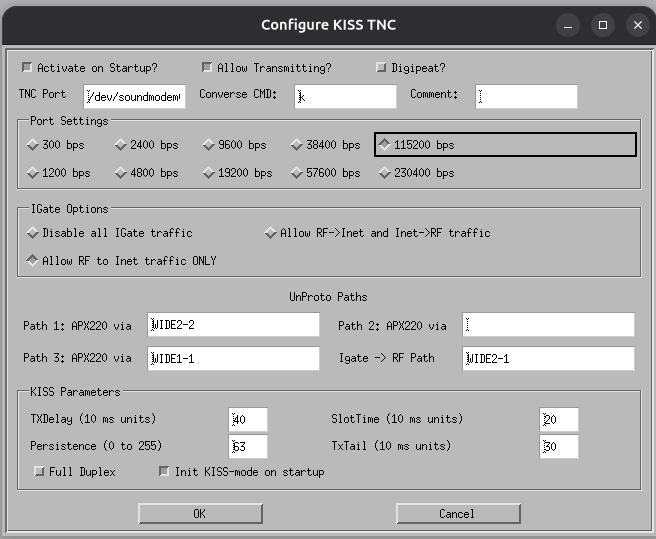 Configure KISS TNC
Activate on Startup? Allow Transmitting? Digipeat?
TNC Port /dev/soundmodem Converse CMD: k Comment:
Port Settings
300 bps 2400 bps 9600 bps 38400 bps 115200 bps
1200 bps 4800 bps 19200 bps 57600 bps 230400 bps
IGate Options
Disable all IGate traffic Allow RF->Inet and Inet->RF traffic
Allow RF to Inet traffic ONLY
UnProto Paths
Path 1: APX220 via WIDE2-2 Path 2: APX220 via
Path 3: APX220 via WIDE1-1 Igate -> RF Path WIDE2-1
KISS Parameters
TXDelay (10 ms units) 40 SlotTime (10 ms units) 20
Persistence (0 to 255) 63 TxTail (10 ms units) 30
Full Duplex Init KISS-mode on startup
OK Cancel